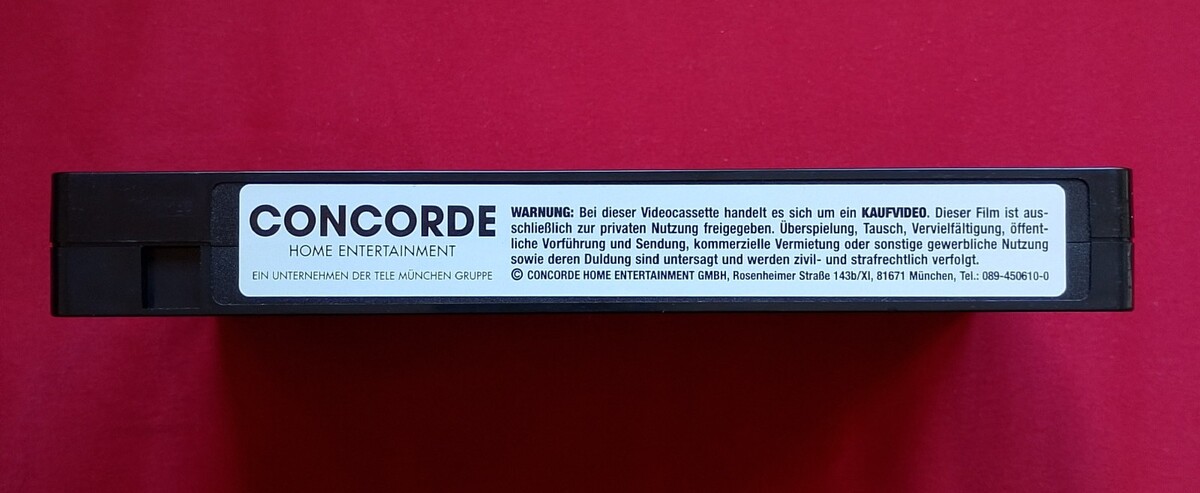 CONCORDE
HOME ENTERTAINMENT
EIN UNTERNEHMEN DER TELE MÜNCHEN GRUPPE
WARNUNG: Bei dieser Videocassette handelt es sich um ein KAUFVIDEO. Dieser Film ist aus-
schließlich zur privaten Nutzung freigegeben. Überspielung, Tausch, Vervielfältigung, öffent-
liche Vorführung und Sendung, kommerzielle Vermietung oder sonstige gewerbliche Nutzung
sowie deren Duldung sind untersagt und werden zivil- und strafrechtlich verfolgt.
© CONCORDE HOME ENTERTAINMENT GMBH, Rosenheimer Straße 143b/XI, 81671 München, Tel.: 089-450610-0